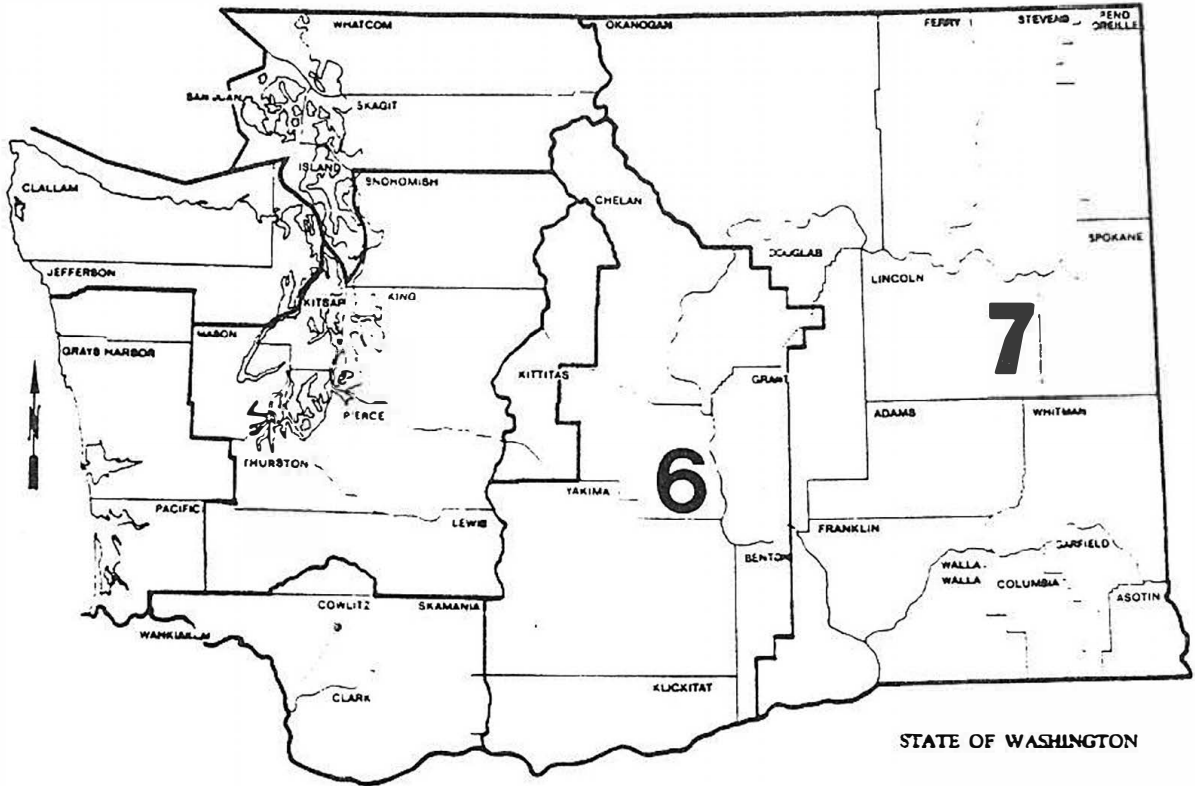 WHATCOM
OKANOGAN
FERRY
STEVENS
PEND OREILLE
SAN JUAN
SKAGIT
ISLAND
SNOHOMISH
CLALLAM
CHELAN
SPOKANE
DOUGLAS
JEFFERSON
LINCOLN
KITSAP
KING
7
MASON
GRAYS HARBOR
KITTITAS
GRANT
N
PIERCE
ADAMS
WHITMAN
THURSTON
6
YAKIMA
PACIFIC
LEWIS
FRANKLIN
BENTON
GARFIELD
WALLA
WALLA
COLUMBIA
ASOTIN
COWLITZ
SKAMANIA
WAHKIAKUM
CLARK
KLICKITAT
STATE OF WASHINGTON